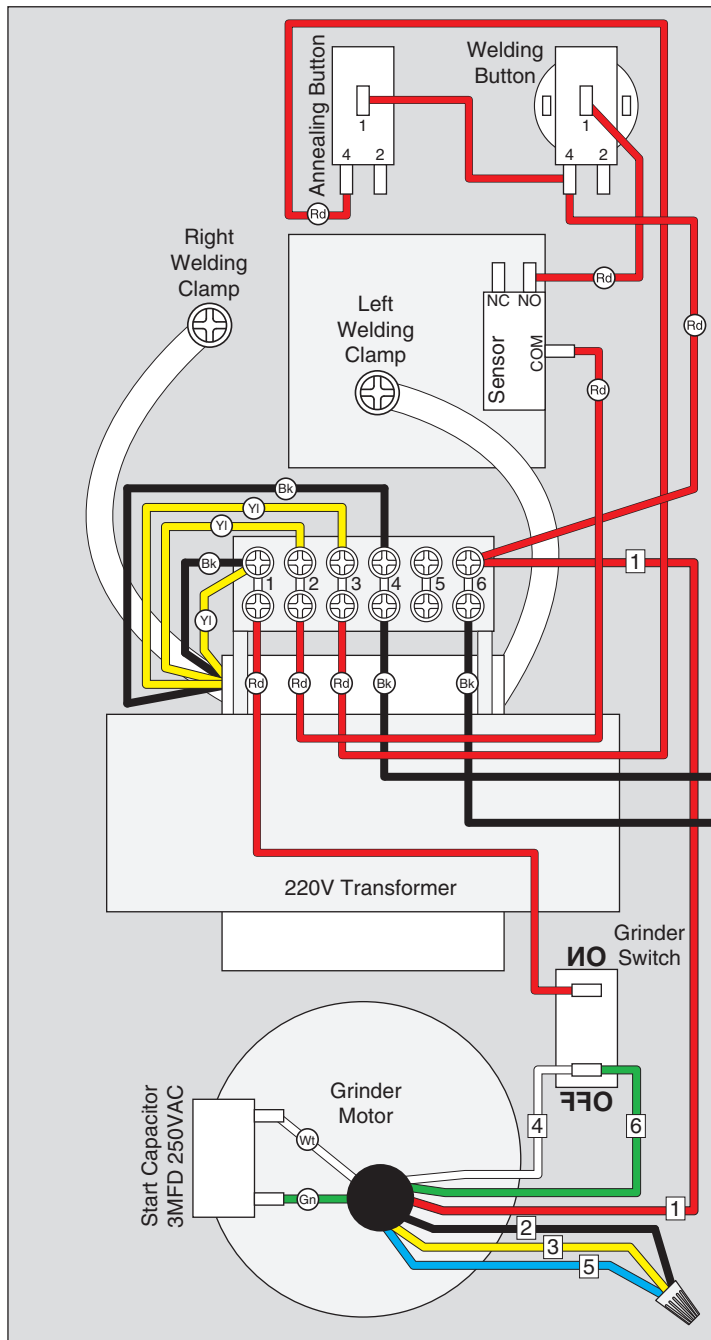 Annealing Button
1
4 2
Rd
Welding
Button
1
4 2
Rd
Rd
Right
Welding
Clamp
Left
Welding
Clamp
NC NO
COM
Sensor
Rd
Bk
Yl
Yl
Bk
Yl
1 2 3 4 5 6
1
Rd Rd Rd Bk Bk
220V Transformer
Grinder
Switch
ON
OFF
4
6
Grinder
Motor
Start Capacitor
3MFD 250VAC
Wt
Gn
1
2
3
5